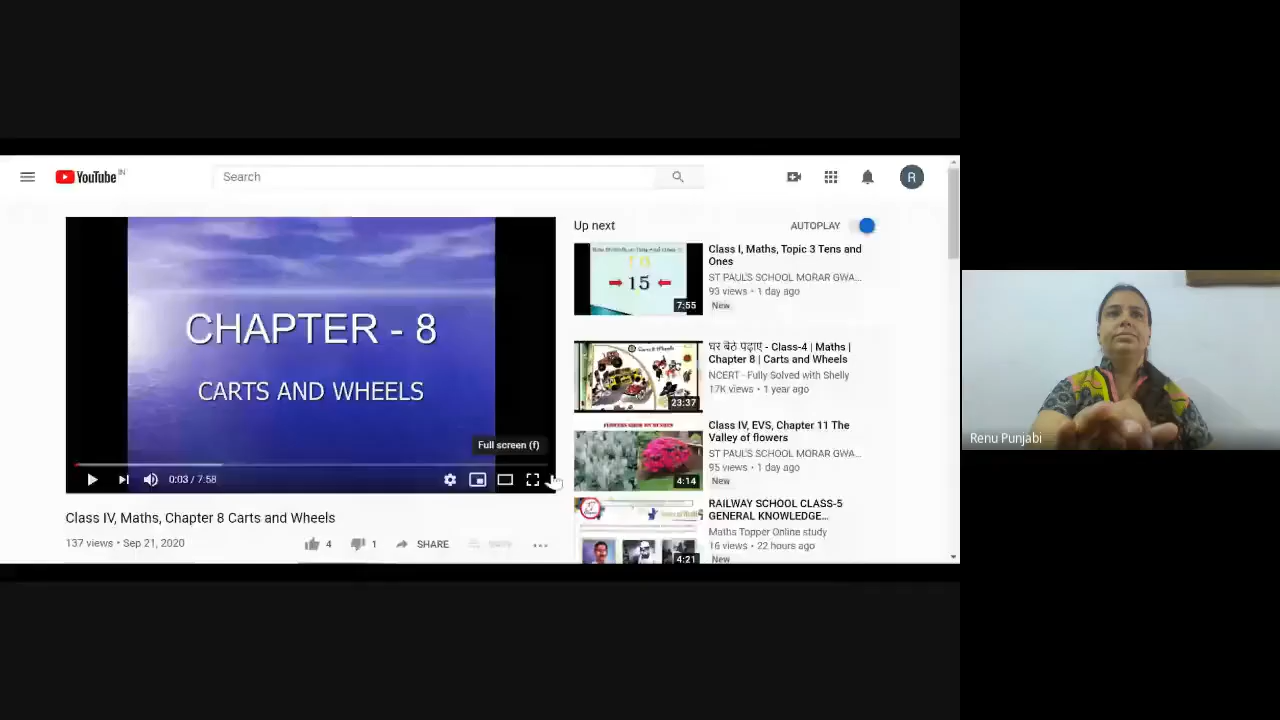 YouTube IN
Search
R
CHAPTER - 8
CARTS AND WHEELS
Full screen (f)
0:03 / 7:58
Class IV, Maths, Chapter 8 Carts and Wheels
137 views • Sep 21, 2020
4
1
SHARE
Up next
AUTOPLAY
15
7:55
Class I, Maths, Topic 3 Tens and
Ones
ST PAUL'S SCHOOL MORAR GWA...
93 views • 1 day ago
New
23:37
घर बैठे पढ़ाए - Class-4 | Maths |
Chapter 8 | Carts and Wheels
NCERT - Fully Solved with Shelly
17K views • 1 year ago
4:14
Class IV, EVS, Chapter 11 The
Valley of flowers
ST PAUL'S SCHOOL MORAR GWA...
95 views • 1 day ago
New
4:21
RAILWAY SCHOOL CLASS-5
GENERAL KNOWLEDGE...
Maths Topper Online study
16 views • 22 hours ago
New
Renu Punjabi